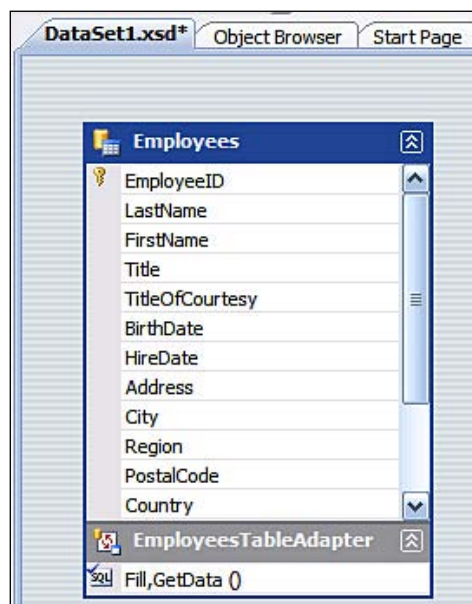 DataSet1.xsd* Object Browser Start Page
Employees
EmployeeID
LastName
FirstName
Title
TitleOfCourtesy
BirthDate
HireDate
Address
City
Region
PostalCode
Country
EmployeesTableAdapter
SQL Fill,GetData ()